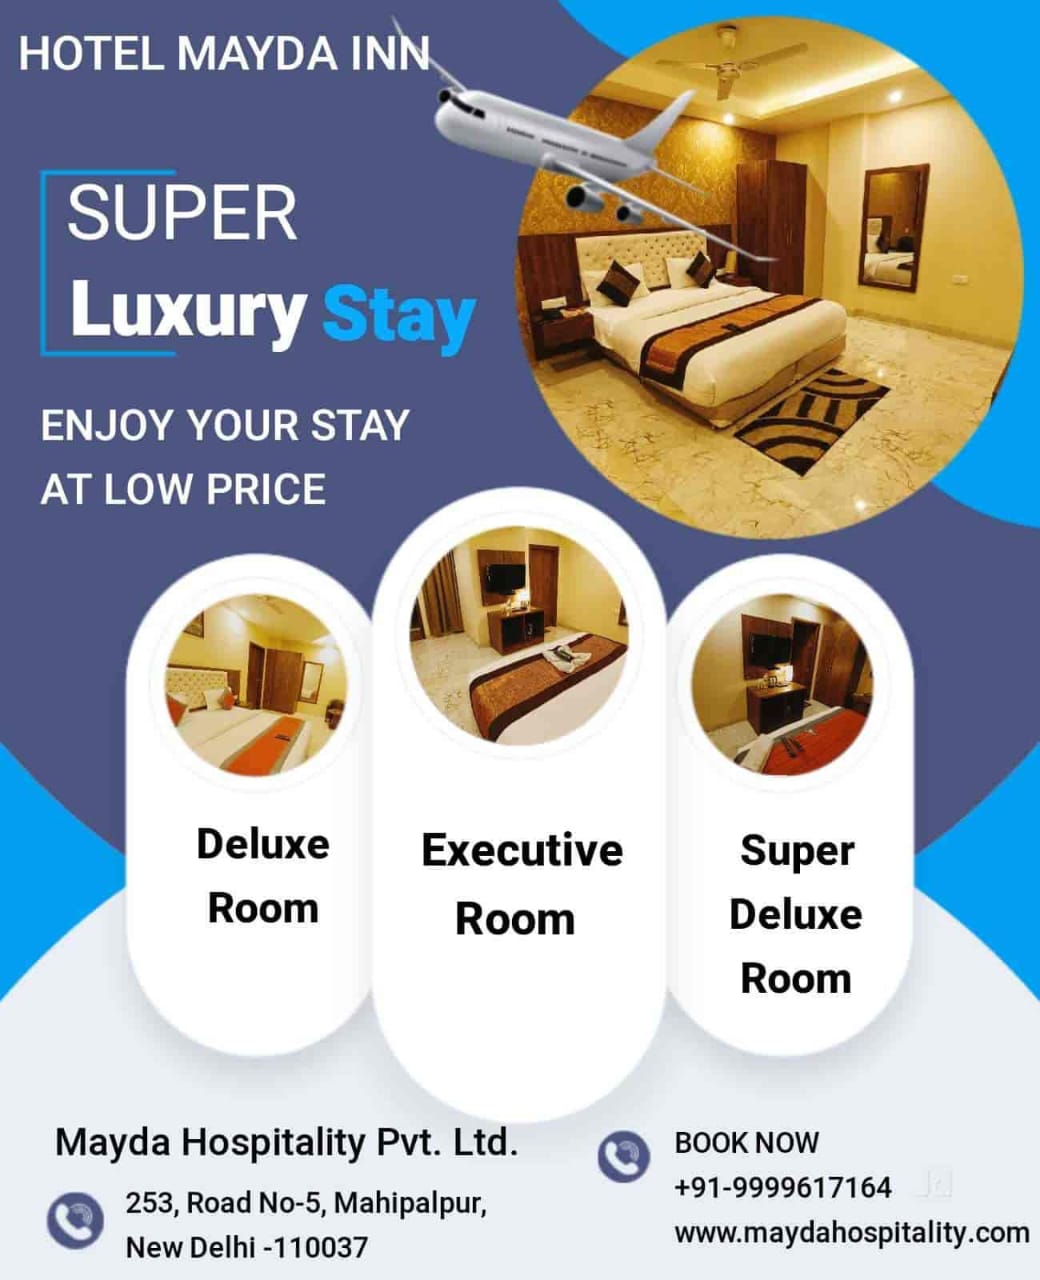 HOTEL MAYDA INN
SUPER
Luxury Stay
ENJOY YOUR STAY
AT LOW PRICE
Deluxe
Room
Executive
Room
Super
Deluxe
Room
Mayda Hospitality Pvt. Ltd.
253, Road No-5, Mahipalpur,
New Delhi -110037
BOOK NOW
+91-9999617164
www.maydahospitality.com
Jd